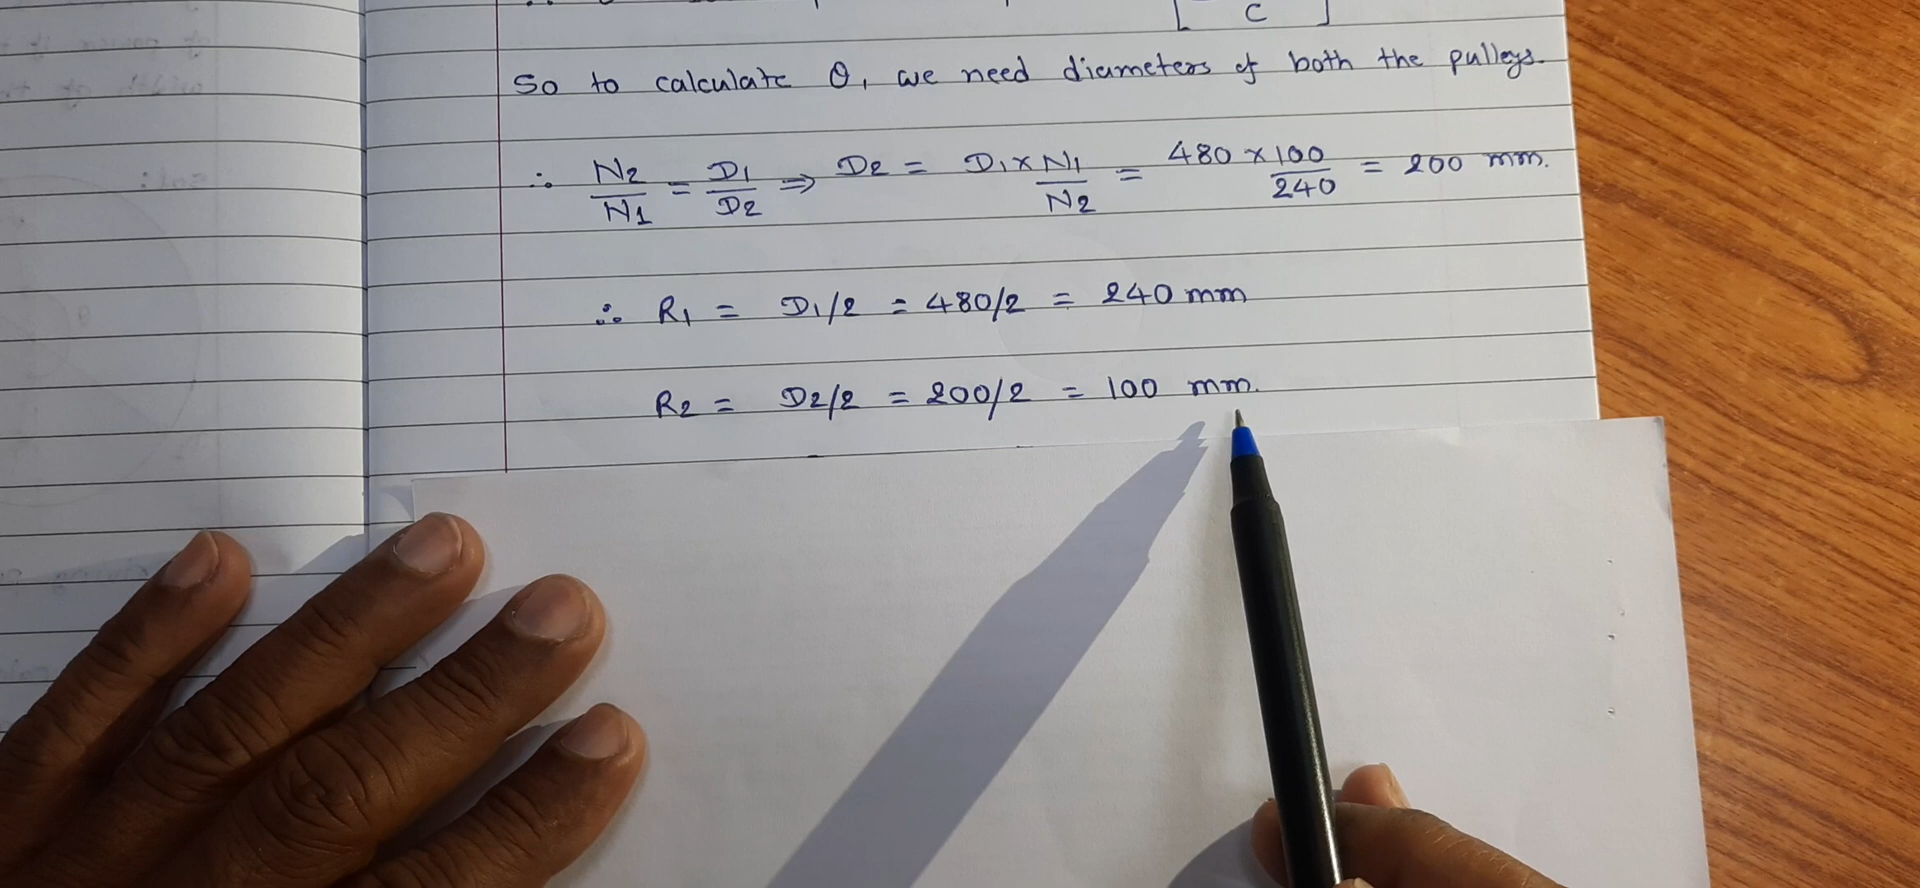 C
So to calculate θ, we need diameters of both the pulleys.
∴ N2/N1 = D1/D2 ⇒ D2 = D1 × N1/N2 = 480 × 100/240 = 200 mm.
∴ R1 = D1/2 = 480/2 = 240 mm
R2 = D2/2 = 200/2 = 100 mm.